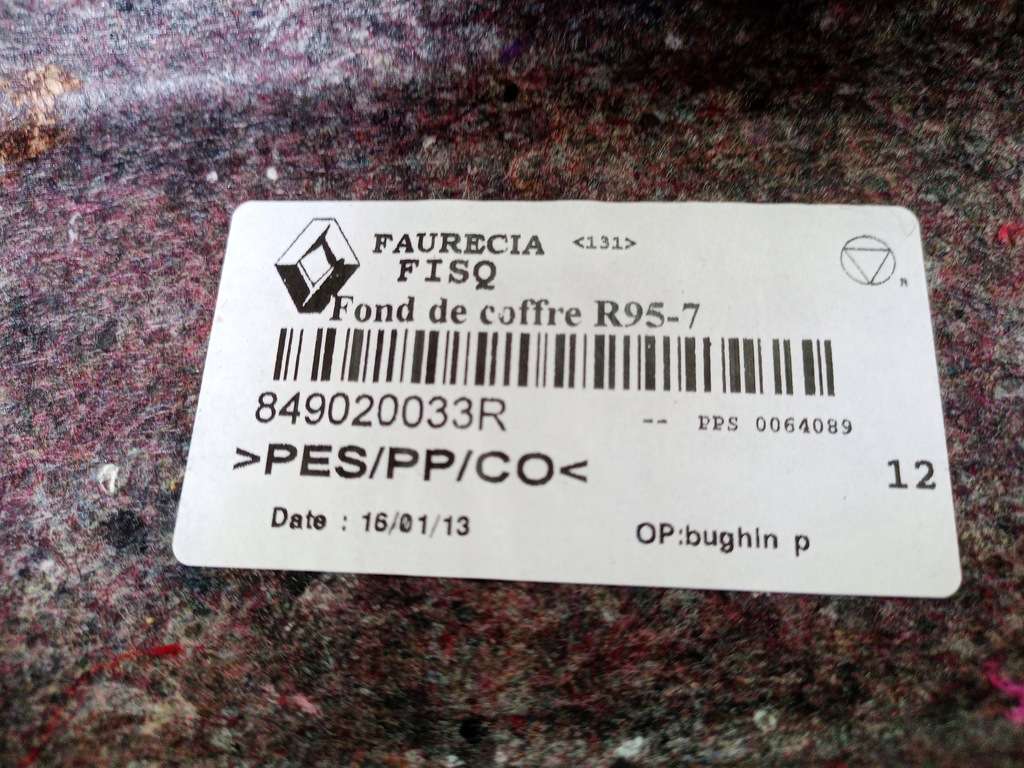 FAURECIA <131>
FISQ
Fond de coffre R95-7
849020033R -- PPS 0064089
>PES/PP/CO<
12
Date : 16/01/13
OP:bughin p
R